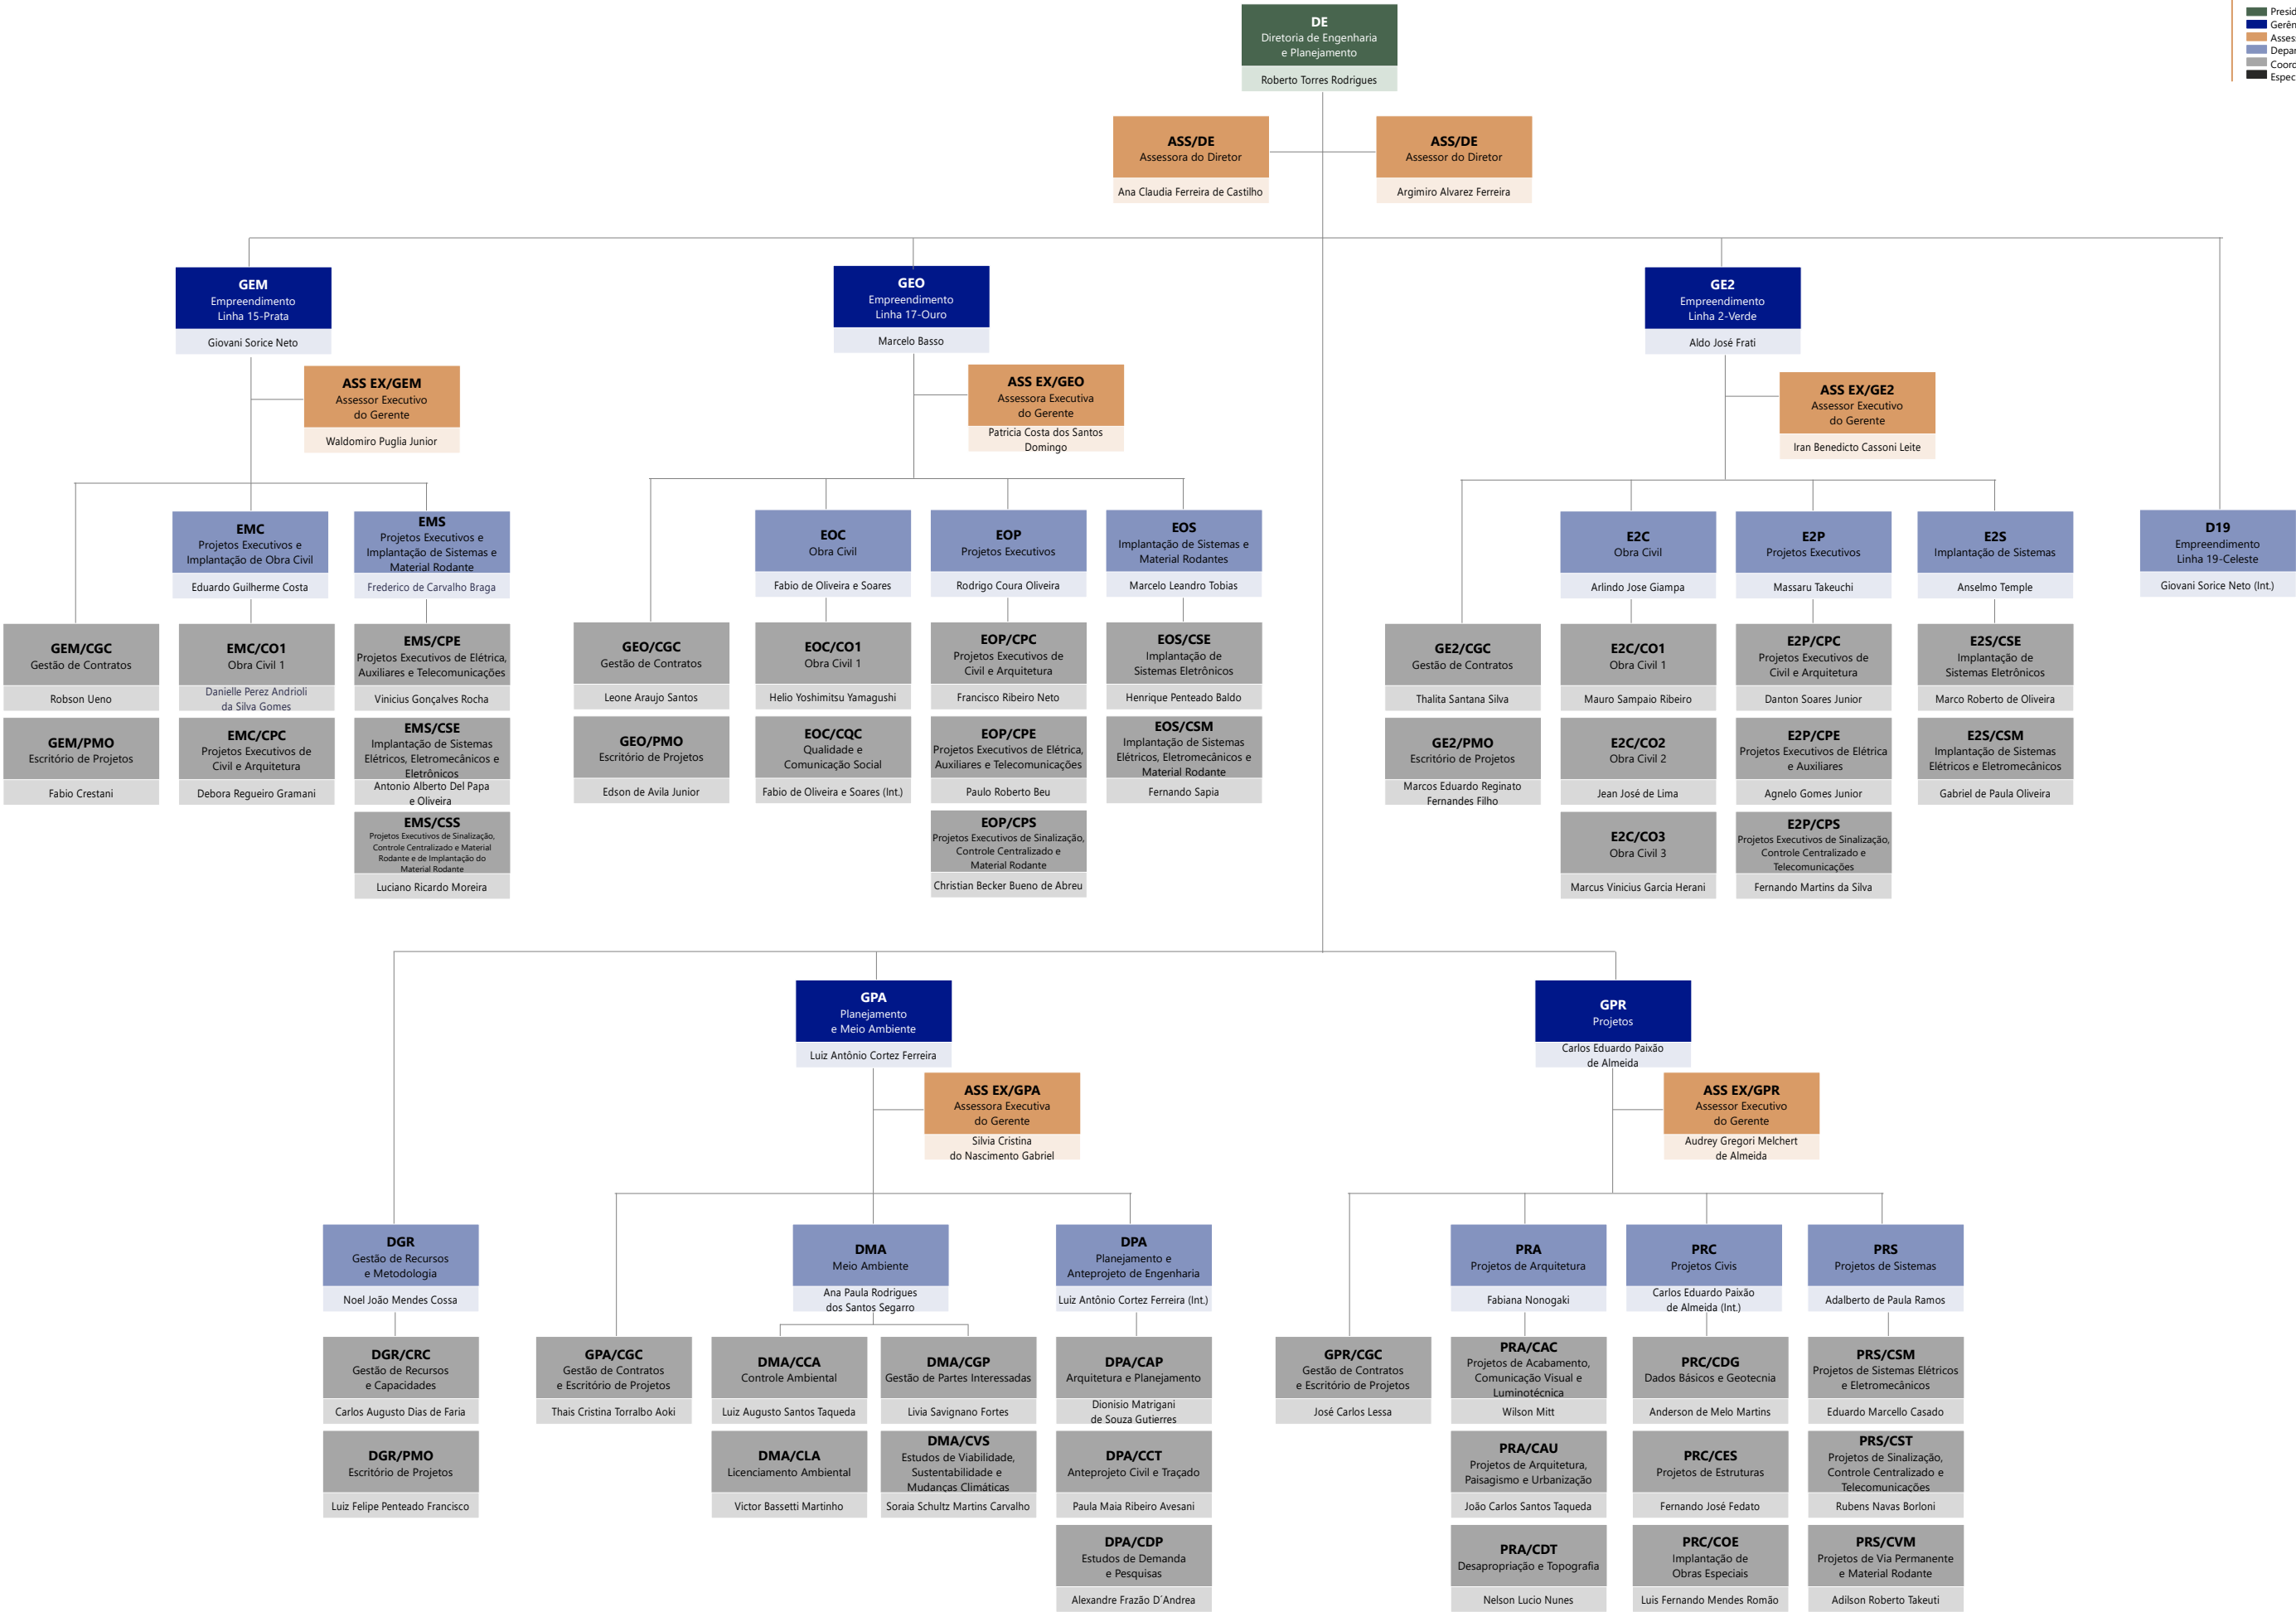 DE
Diretoria de Engenharia
e Planejamento
Roberto Torres Rodrigues
ASS/DE
Assessora do Diretor
Ana Claudia Ferreira de Castilho
ASS/DE
Assessor do Diretor
Argimiro Alvarez Ferreira
GEM
Empreendimento
Linha 15-Prata
Giovani Sorice Neto
ASS EX/GEM
Assessor Executivo
do Gerente
Waldomiro Puglia Junior
EMC
Projetos Executivos e
Implantação de Obra Civil
Eduardo Guilherme Costa
EMS
Projetos Executivos e
Implantação de Sistemas e
Material Rodante
Frederico de Carvalho Braga
GEM/CGC
Gestão de Contratos
Robson Ueno
GEM/PMO
Escritório de Projetos
Fabio Crestani
EMC/CO1
Obra Civil 1
Danielle Perez Andrioli
da Silva Gomes
EMC/CPC
Projetos Executivos de
Civil e Arquitetura
Debora Regueiro Gramani
EMS/CPE
Projetos Executivos de Elétrica,
Auxiliares e Telecomunicações
Vinicius Gonçalves Rocha
EMS/CSE
Implantação de Sistemas
Elétricos, Eletromecânicos e
Eletrônicos
Antonio Alberto Del Papa
e Oliveira
EMS/CSS
Projetos Executivos de Sinalização,
Controle Centralizado e Material
Rodante e de Implantação do
Material Rodante
Luciano Ricardo Moreira
GEO
Empreendimento
Linha 17-Ouro
Marcelo Basso
ASS EX/GEO
Assessora Executiva
do Gerente
Patricia Costa dos Santos
Domingo
EOC
Obra Civil
Fabio de Oliveira e Soares
EOP
Projetos Executivos
Rodrigo Coura Oliveira
EOS
Implantação de Sistemas e
Material Rodantes
Marcelo Leandro Tobias
GEO/CGC
Gestão de Contratos
Leone Araujo Santos
GEO/PMO
Escritório de Projetos
Edson de Avila Junior
EOC/CO1
Obra Civil 1
Helio Yoshimitsu Yamagushi
EOC/CQC
Qualidade e
Comunicação Social
Fabio de Oliveira e Soares (Int.)
EOP/CPC
Projetos Executivos de
Civil e Arquitetura
Francisco Ribeiro Neto
EOP/CPE
Projetos Executivos de Elétrica,
Auxiliares e Telecomunicações
Paulo Roberto Beu
EOP/CPS
Projetos Executivos de Sinalização,
Controle Centralizado e
Material Rodante
Christian Becker Bueno de Abreu
EOS/CSE
Implantação de
Sistemas Eletrônicos
Henrique Penteado Baldo
EOS/CSM
Implantação de Sistemas
Elétricos, Eletromecânicos e
Material Rodante
Fernando Sapia
GE2
Empreendimento
Linha 2-Verde
Aldo José Frati
ASS EX/GE2
Assessor Executivo
do Gerente
Iran Benedicto Cassoni Leite
E2C
Obra Civil
Arlindo Jose Giampa
E2P
Projetos Executivos
Massaru Takeuchi
E2S
Implantação de Sistemas
Anselmo Temple
GE2/CGC
Gestão de Contratos
Thalita Santana Silva
GE2/PMO
Escritório de Projetos
Marcos Eduardo Reginato
Fernandes Filho
E2C/CO1
Obra Civil 1
Mauro Sampaio Ribeiro
E2C/CO2
Obra Civil 2
Jean José de Lima
E2C/CO3
Obra Civil 3
Marcus Vinicius Garcia Herani
E2P/CPC
Projetos Executivos de
Civil e Arquitetura
Danton Soares Junior
E2P/CPE
Projetos Executivos de Elétrica
e Auxiliares
Agnelo Gomes Junior
E2P/CPS
Projetos Executivos de Sinalização,
Controle Centralizado e
Telecomunicações
Fernando Martins da Silva
E2S/CSE
Implantação de
Sistemas Eletrônicos
Marco Roberto de Oliveira
E2S/CSM
Implantação de Sistemas
Elétricos e Eletromecânicos
Gabriel de Paula Oliveira
D19
Empreendimento
Linha 19-Celeste
Giovani Sorice Neto (Int.)
GPA
Planejamento
e Meio Ambiente
Luiz Antônio Cortez Ferreira
ASS EX/GPA
Assessora Executiva
do Gerente
Silvia Cristina
do Nascimento Gabriel
GPR
Projetos
Carlos Eduardo Paixão
de Almeida
ASS EX/GPR
Assessor Executivo
do Gerente
Audrey Gregori Melchert
de Almeida
DGR
Gestão de Recursos
e Metodologia
Noel João Mendes Cossa
DGR/CRC
Gestão de Recursos
e Capacidades
Carlos Augusto Dias de Faria
DGR/PMO
Escritório de Projetos
Luiz Felipe Penteado Francisco
GPA/CGC
Gestão de Contratos
e Escritório de Projetos
Thais Cristina Torralbo Aoki
DMA
Meio Ambiente
Ana Paula Rodrigues
dos Santos Segarro
DMA/CCA
Controle Ambiental
Luiz Augusto Santos Taqueda
DMA/CLA
Licenciamento Ambiental
Victor Bassetti Martinho
DMA/CGP
Gestão de Partes Interessadas
Livia Savignano Fortes
DMA/CVS
Estudos de Viabilidade,
Sustentabilidade e
Mudanças Climáticas
Soraia Schultz Martins Carvalho
DPA
Planejamento e
Anteprojeto de Engenharia
Luiz Antônio Cortez Ferreira (Int.)
DPA/CAP
Arquitetura e Planejamento
Dionisio Matrigani
de Souza Gutierres
DPA/CCT
Anteprojeto Civil e Traçado
Paula Maia Ribeiro Avesani
DPA/CDP
Estudos de Demanda
e Pesquisas
Alexandre Frazão D´Andrea
GPR/CGC
Gestão de Contratos
e Escritório de Projetos
José Carlos Lessa
PRA
Projetos de Arquitetura
Fabiana Nonogaki
PRA/CAC
Projetos de Acabamento,
Comunicação Visual e
Luminotécnica
Wilson Mitt
PRA/CAU
Projetos de Arquitetura,
Paisagismo e Urbanização
João Carlos Santos Taqueda
PRA/CDT
Desapropriação e Topografia
Nelson Lucio Nunes
PRC
Projetos Civis
Carlos Eduardo Paixão
de Almeida (Int.)
PRC/CDG
Dados Básicos e Geotecnia
Anderson de Melo Martins
PRC/CES
Projetos de Estruturas
Fernando José Fedato
PRC/COE
Implantação de
Obras Especiais
Luis Fernando Mendes Romão
PRS
Projetos de Sistemas
Adalberto de Paula Ramos
PRS/CSM
Projetos de Sistemas Elétricos
e Eletromecânicos
Eduardo Marcello Casado
PRS/CST
Projetos de Sinalização,
Controle Centralizado e
Telecomunicações
Rubens Navas Borloni
PRS/CVM
Projetos de Via Permanente
e Material Rodante
Adilson Roberto Takeuti